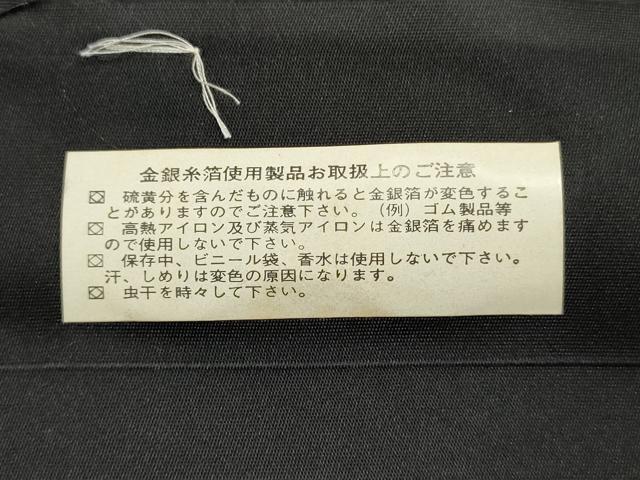 金銀糸箔使用製品お取扱上のご注意
硫黄分を含んだものに触れると金銀箔が変色するこ
とがありますのでご注意下さい。(例)ゴム製品等
高熱アイロン及び蒸気アイロンは金銀箔を痛めます
ので使用しないで下さい。
保存中、ビニール袋、香水は使用しないで下さい。
汗、しめりは変色の原因になります。
虫干を時々して下さい。